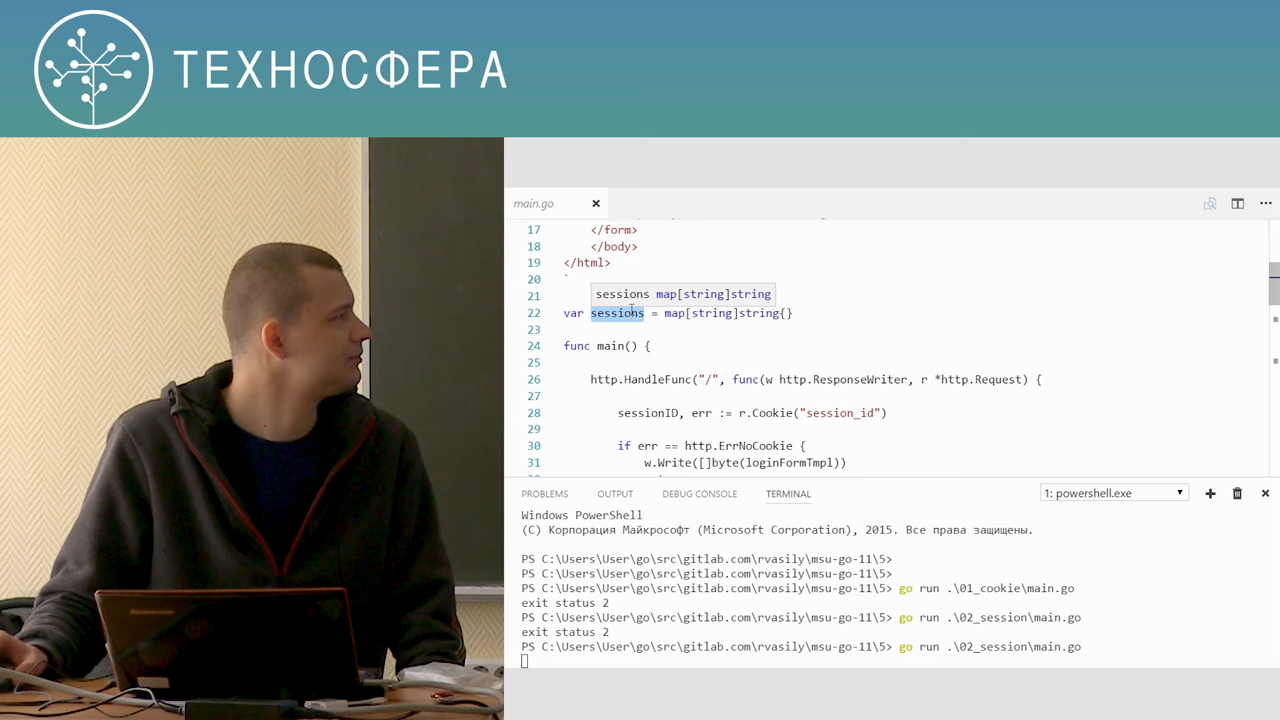 ТЕХНОСФЕРА
main.go
17 </form>
18 </body>
19 </html>
20 `
21
sessions map[string]string
22 var sessions = map[string]string{}
23
24 func main() {
25
26 http.HandleFunc("/", func(w http.ResponseWriter, r *http.Request) {
27
28 sessionID, err := r.Cookie("session_id")
29
30 if err == http.ErrNoCookie {
31 w.Write([]byte(loginFormTmpl))
PROBLEMS OUTPUT DEBUG CONSOLE TERMINAL 1: powershell.exe
Windows PowerShell
(C) Корпорация Майкрософт (Microsoft Corporation), 2015. Все права защищены.
PS C:\Users\User\go\src\gitlab.com\rvasily\msu-go-11\5>
PS C:\Users\User\go\src\gitlab.com\rvasily\msu-go-11\5>
PS C:\Users\User\go\src\gitlab.com\rvasily\msu-go-11\5> go run .\01_cookie\main.go
exit status 2
PS C:\Users\User\go\src\gitlab.com\rvasily\msu-go-11\5> go run .\02_session\main.go
exit status 2
PS C:\Users\User\go\src\gitlab.com\rvasily\msu-go-11\5> go run .\02_session\main.go